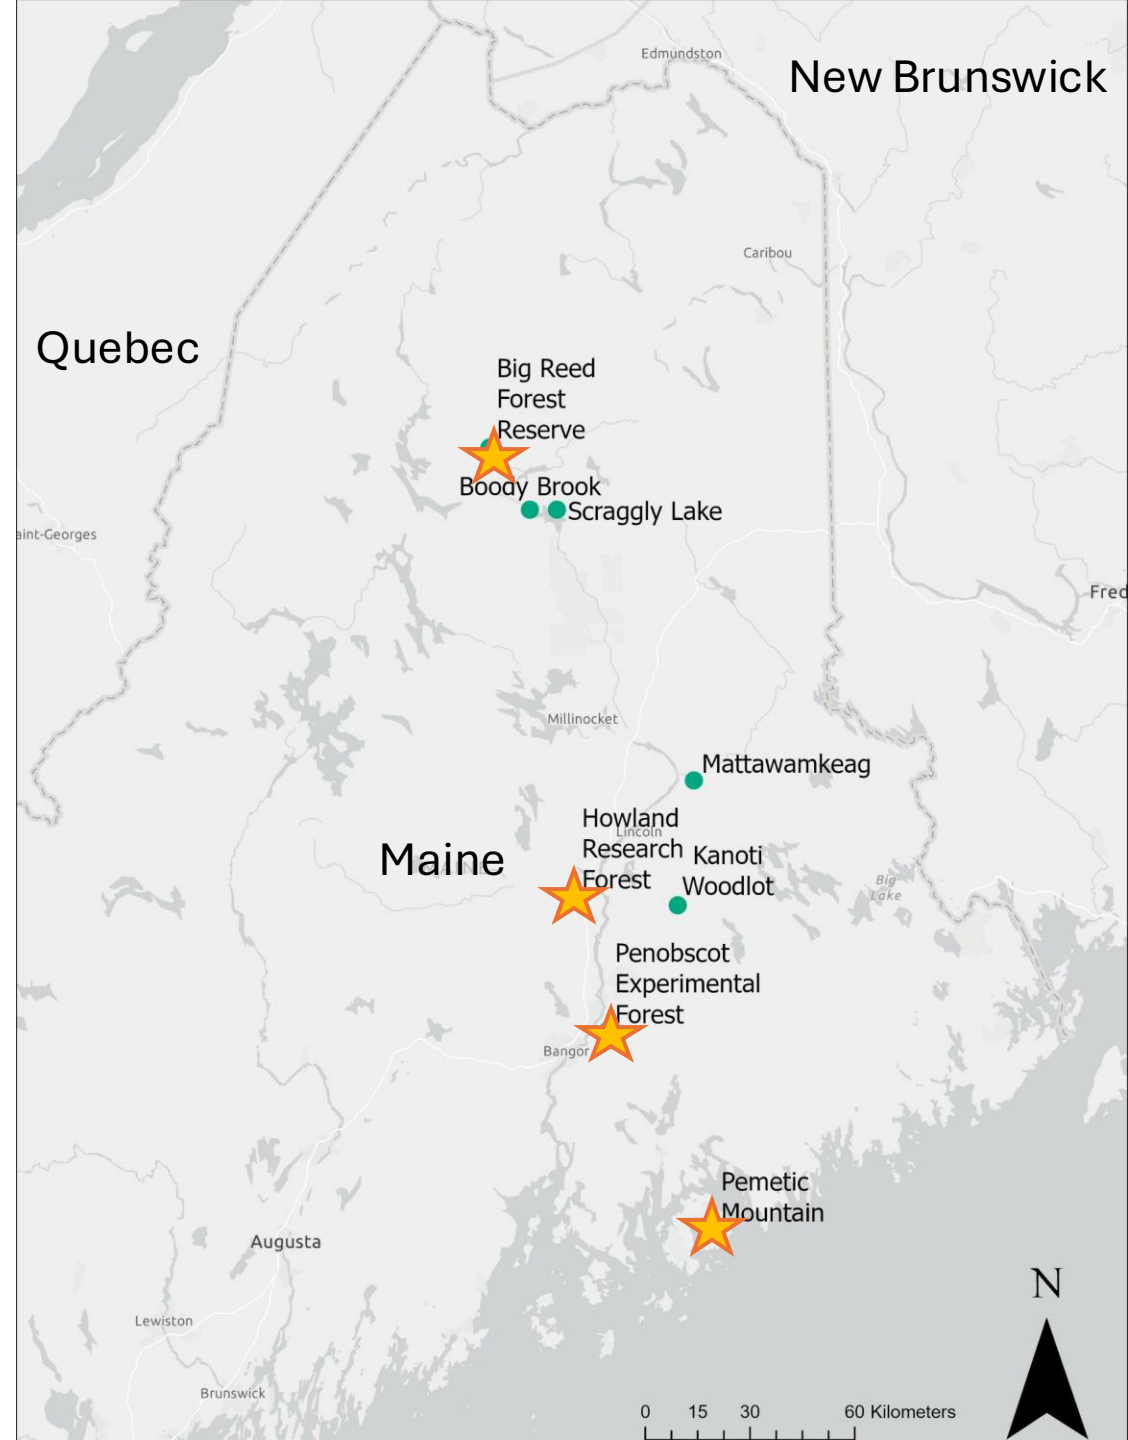 Edmundston
New Brunswick
Caribou
Quebec
Big Reed
Forest
Reserve
Boody Brook
Scraggly Lake
aint-Georges
Fred
Millinocket
Mattawamkeag
Howland
Lincoln
Research
Forest
Kanoti
Woodlot
Maine
Big
Lake
Penobscot
Experimental
Forest
Bangor
Pemetic
Mountain
Augusta
N
Lewiston
Brunswick
0 15 30 60 Kilometers